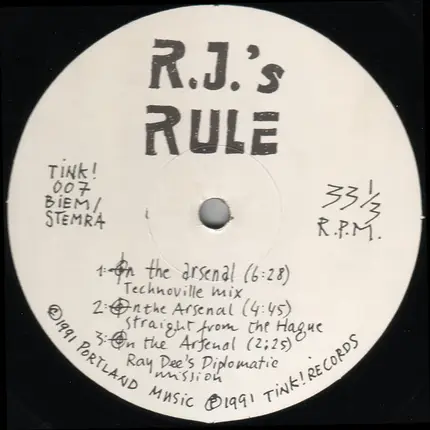 R.J.'s
RULE
TiNK!
007
BiEM/
STEMRA
33 1/3
R.P.M.
1: On the arsenal (6:28)
Technoville mix
2: On the Arsenal (4:45)
straight from the Hague
3: On the Arsenal (2;25)
Ray Dee's Diplomatic
mission
©1991 PORTLAND MUSIC ℗1991 TiNK! RECORDS